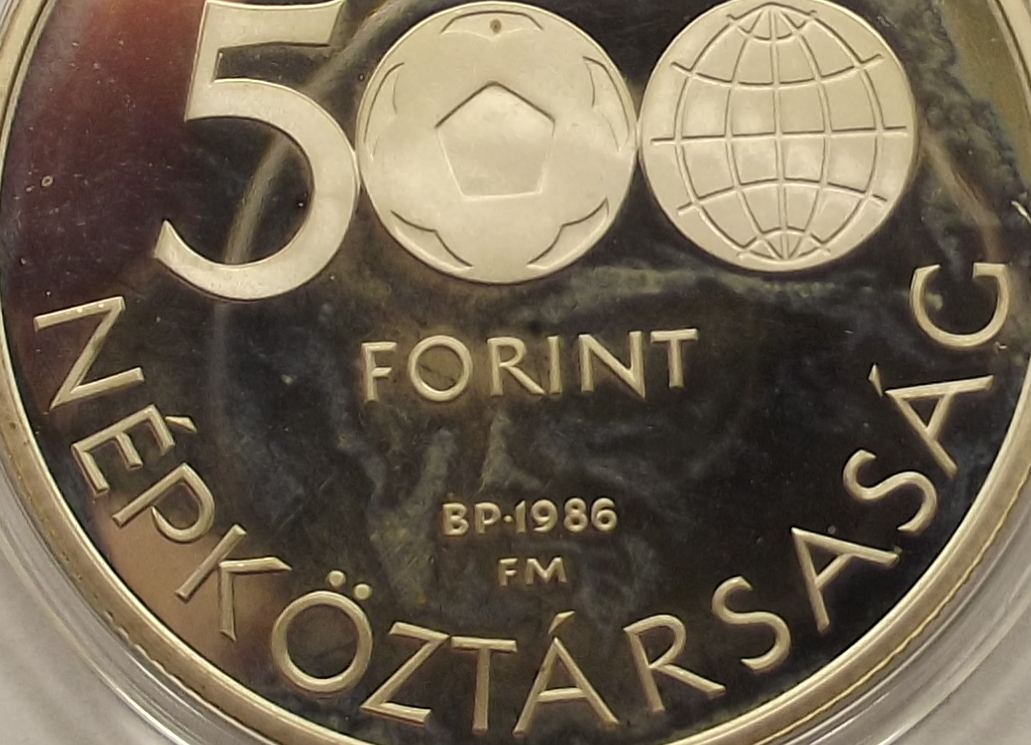 500
FORINT
BP·1986
FM
NÉPKÖZTÁRSASÁG